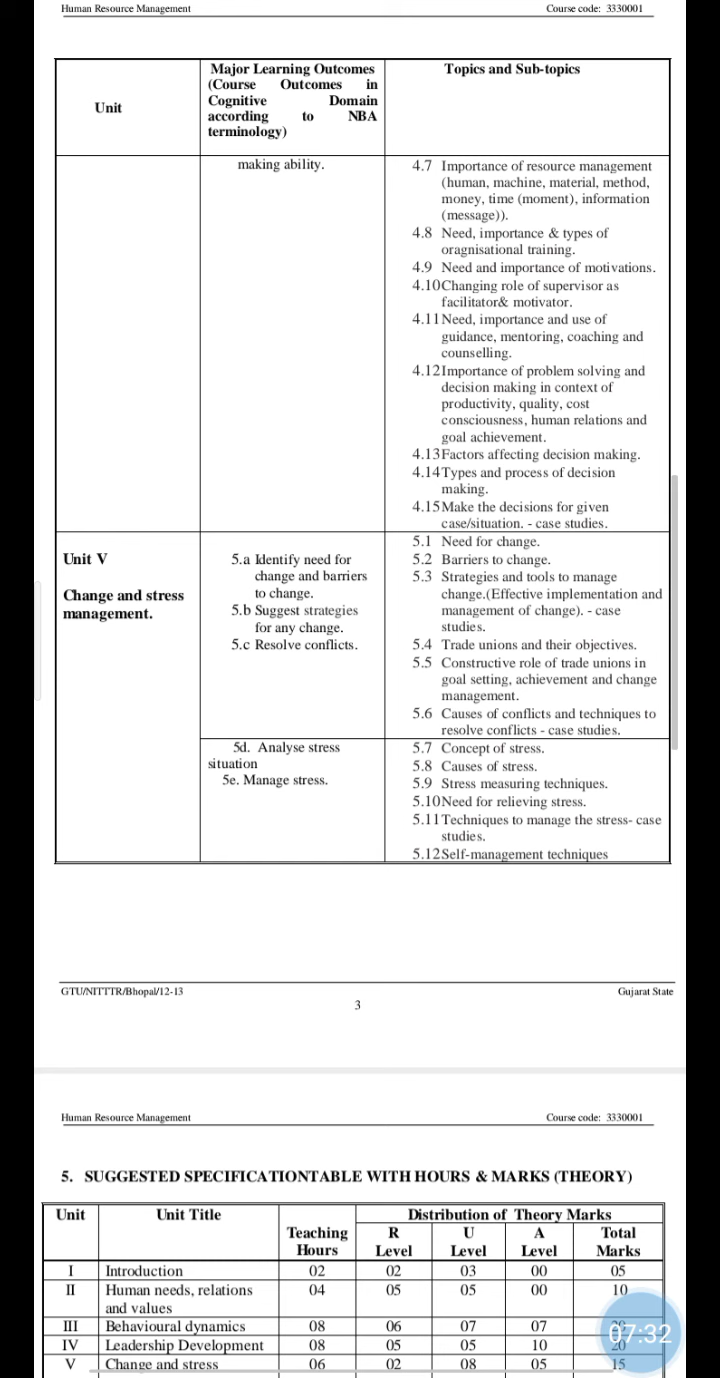 Human Resource Management Course code: 3330001
Unit
Major Learning Outcomes
(Course Outcomes in
Cognitive Domain
according to NBA
terminology)
Topics and Sub-topics
making ability.
4.7 Importance of resource management
(human, machine, material, method,
money, time (moment), information
(message)).
4.8 Need, importance & types of
oragnisational training.
4.9 Need and importance of motivations.
4.10Changing role of supervisor as
facilitator& motivator.
4.11Need, importance and use of
guidance, mentoring, coaching and
counselling.
4.12Importance of problem solving and
decision making in context of
productivity, quality, cost
consciousness, human relations and
goal achievement.
4.13Factors affecting decision making.
4.14Types and process of decision
making.
4.15Make the decisions for given
case/situation. - case studies.
Unit V
Change and stress
management.
5.a Identify need for
change and barriers
to change.
5.b Suggest strategies
for any change.
5.c Resolve conflicts.
5.1 Need for change.
5.2 Barriers to change.
5.3 Strategies and tools to manage
change.(Effective implementation and
management of change). - case
studies.
5.4 Trade unions and their objectives.
5.5 Constructive role of trade unions in
goal setting, achievement and change
management.
5.6 Causes of conflicts and techniques to
resolve conflicts - case studies.
5d. Analyse stress
situation
5e. Manage stress.
5.7 Concept of stress.
5.8 Causes of stress.
5.9 Stress measuring techniques.
5.10Need for relieving stress.
5.11Techniques to manage the stress- case
studies.
5.12Self-management techniques
GTU/NITTTR/Bhopal/12-13 Gujarat State
3
Human Resource Management Course code: 3330001
5. SUGGESTED SPECIFICATIONTABLE WITH HOURS & MARKS (THEORY)
Unit Unit Title Distribution of Theory Marks
Teaching R U A Total
Hours Level Level Level Marks
I Introduction 02 02 03 00 05
II Human needs, relations 04 05 05 00 10
and values
III Behavioural dynamics 08 06 07 07
IV Leadership Development 08 05 05 10 20
07:32
V Change and stress 06 02 08 05 15